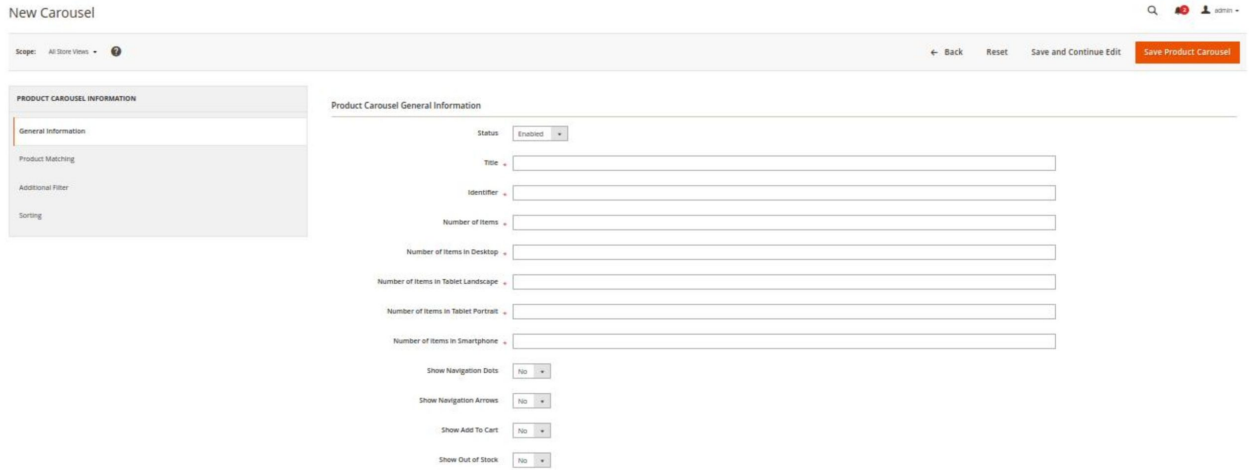 New Carousel
admin
Scope: All Store Views ?
← Back Reset Save and Continue Edit Save Product Carousel
PRODUCT CAROUSEL INFORMATION
General Information
Product Matching
Additional Filter
Sorting
Product Carousel General Information
Status Enabled
Title *
Identifier *
Number of Items *
Number of Items in Desktop *
Number of Items in Tablet Landscape *
Number of Items in Tablet Portrait *
Number of Items in Smartphone *
Show Navigation Dots No
Show Navigation Arrows No
Show Add To Cart No
Show Out of Stock No